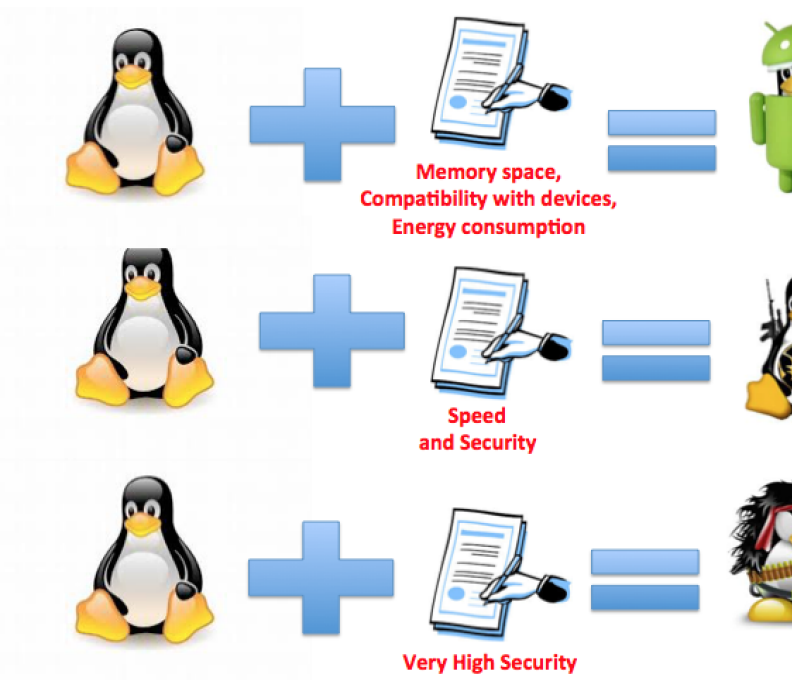 Memory space,
Compatibility with devices,
Energy consumption
Speed
and Security
Very High Security